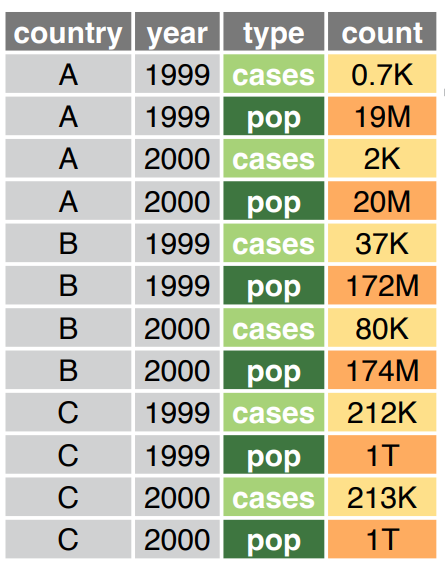 country year type count
A 1999 cases 0.7K
A 1999 pop 19M
A 2000 cases 2K
A 2000 pop 20M
B 1999 cases 37K
B 1999 pop 172M
B 2000 cases 80K
B 2000 pop 174M
C 1999 cases 212K
C 1999 pop 1T
C 2000 cases 213K
C 2000 pop 1T